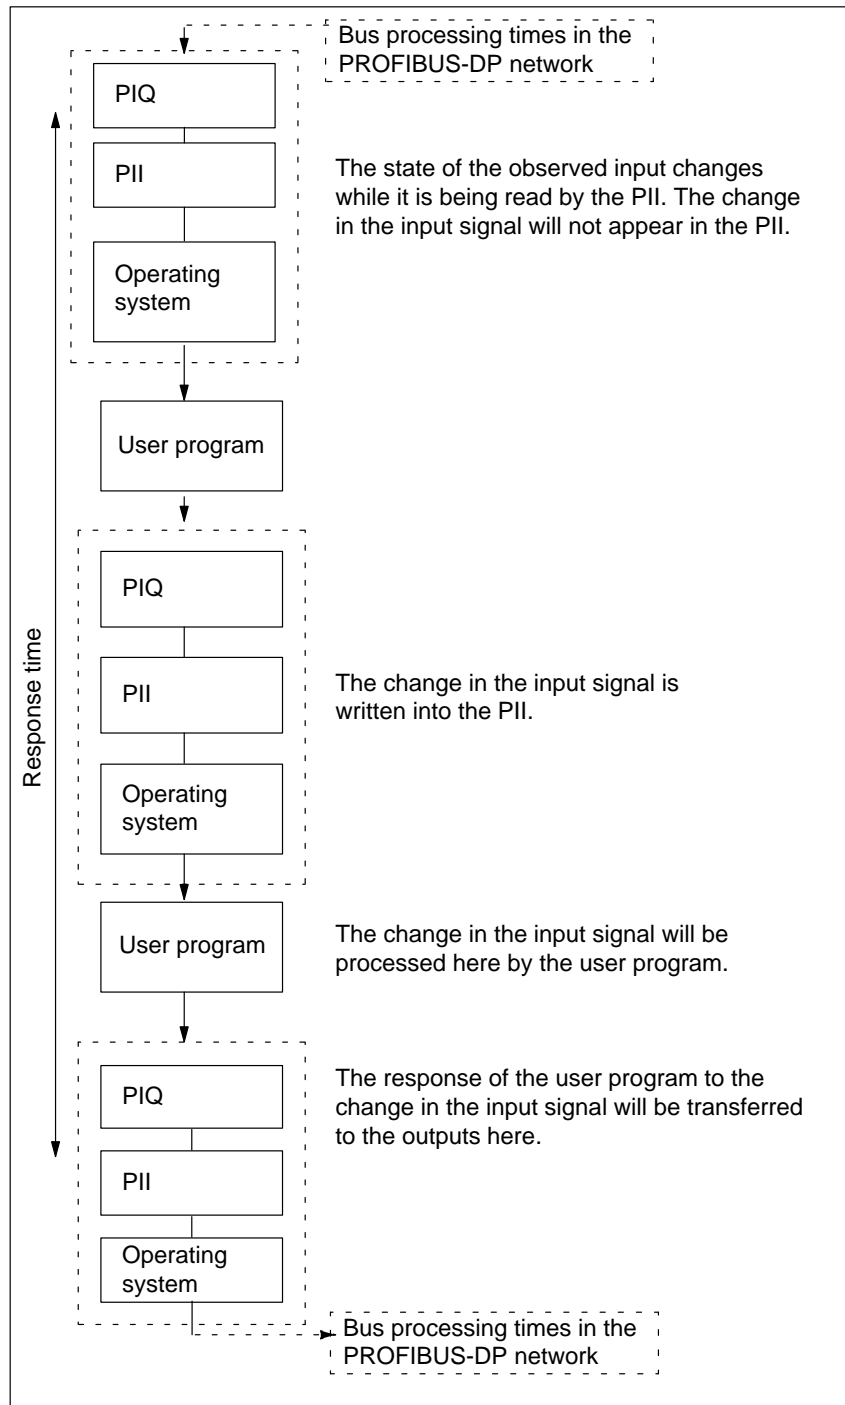 Bus processing times in the
PROFIBUS-DP network
PIQ
PII
The state of the observed input changes
while it is being read by the PII. The change
in the input signal will not appear in the PII.
Operating
system
User program
PIQ
Response time
PII
The change in the input signal is
written into the PII.
Operating
system
User program
The change in the input signal will be
processed here by the user program.
PIQ
The response of the user program to the
change in the input signal will be transferred
to the outputs here.
PII
Operating
system
Bus processing times in the
PROFIBUS-DP network